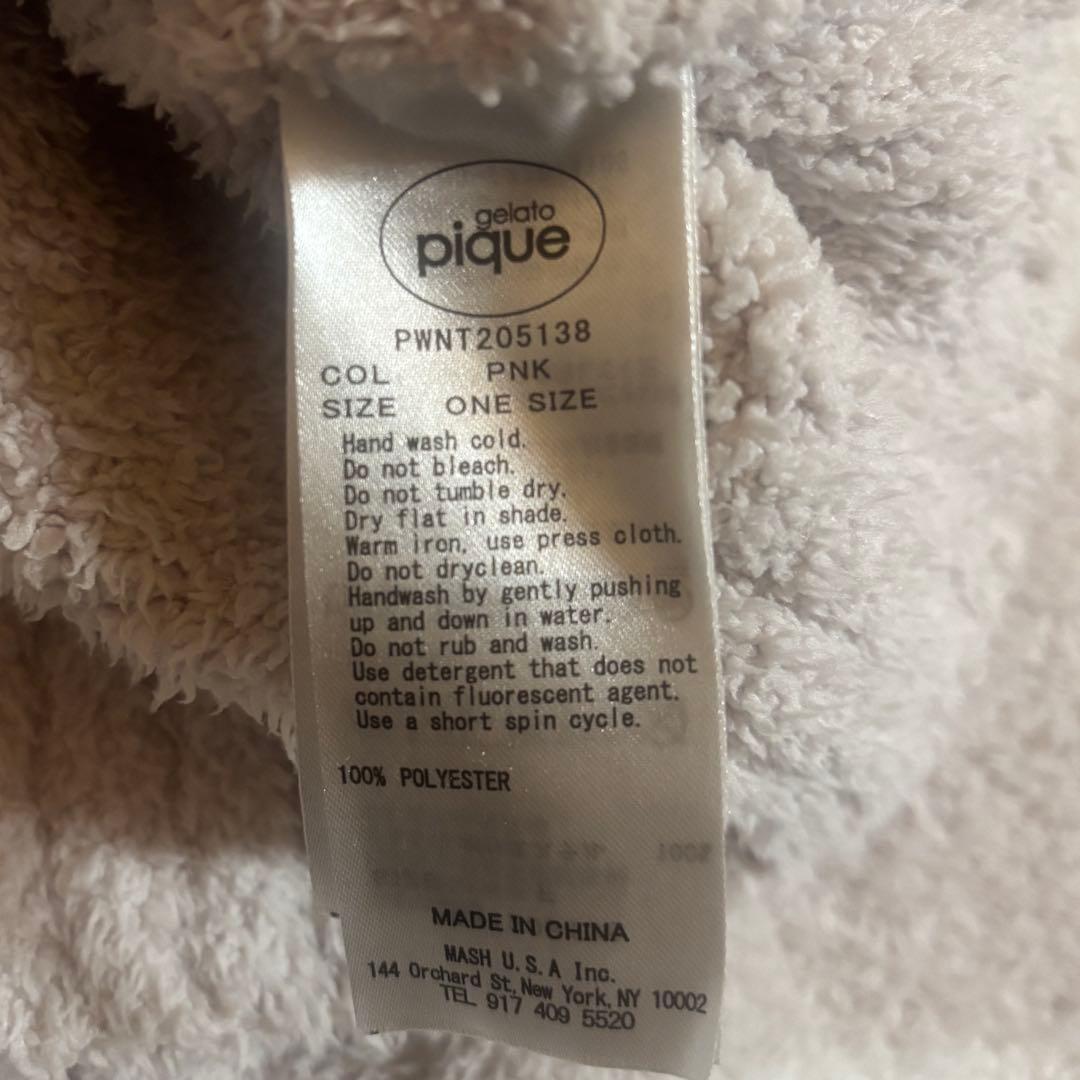 gelato
pique
PWNT205138
COL PNK
SIZE ONE SIZE
Hand wash cold.
Do not bleach.
Do not tumble dry.
Dry flat in shade.
Warm iron, use press cloth.
Do not dryclean.
Handwash by gently pushing
up and down in water.
Do not rub and wash.
Use detergent that does not
contain fluorescent agent.
Use a short spin cycle.
100% POLYESTER
MADE IN CHINA
MASH U.S.A Inc.
144 Orchard St, New York, NY 10002
TEL 917 409 5520